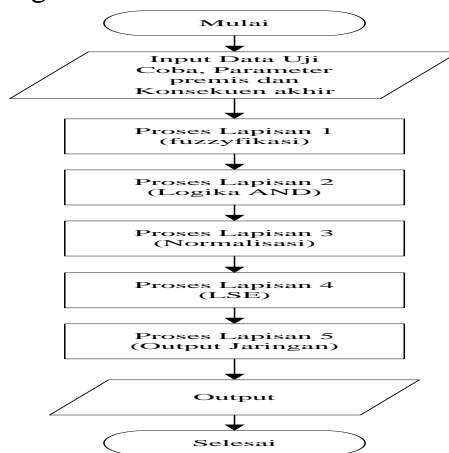 Mulai
Input Data Uji
Coba, Parameter
premis dan
Konsekuen akhir
Proses Lapisan 1
(fuzzyfikasi)
Proses Lapisan 2
(Logika AND)
Proses Lapisan 3
(Normalisasi)
Proses Lapisan 4
(LSE)
Proses Lapisan 5
(Output Jaringan)
Output
Selesai